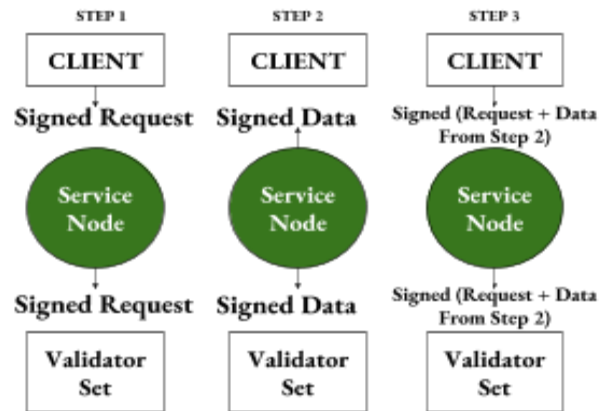 STEP 1
CLIENT
Signed Request
Service
Node
Signed Request
Validator
Set
STEP 2
CLIENT
Signed Data
Service
Node
Signed Data
Validator
Set
STEP 3
CLIENT
Signed (Request + Data
From Step 2)
Service
Node
Signed (Request + Data
From Step 2)
Validator
Set